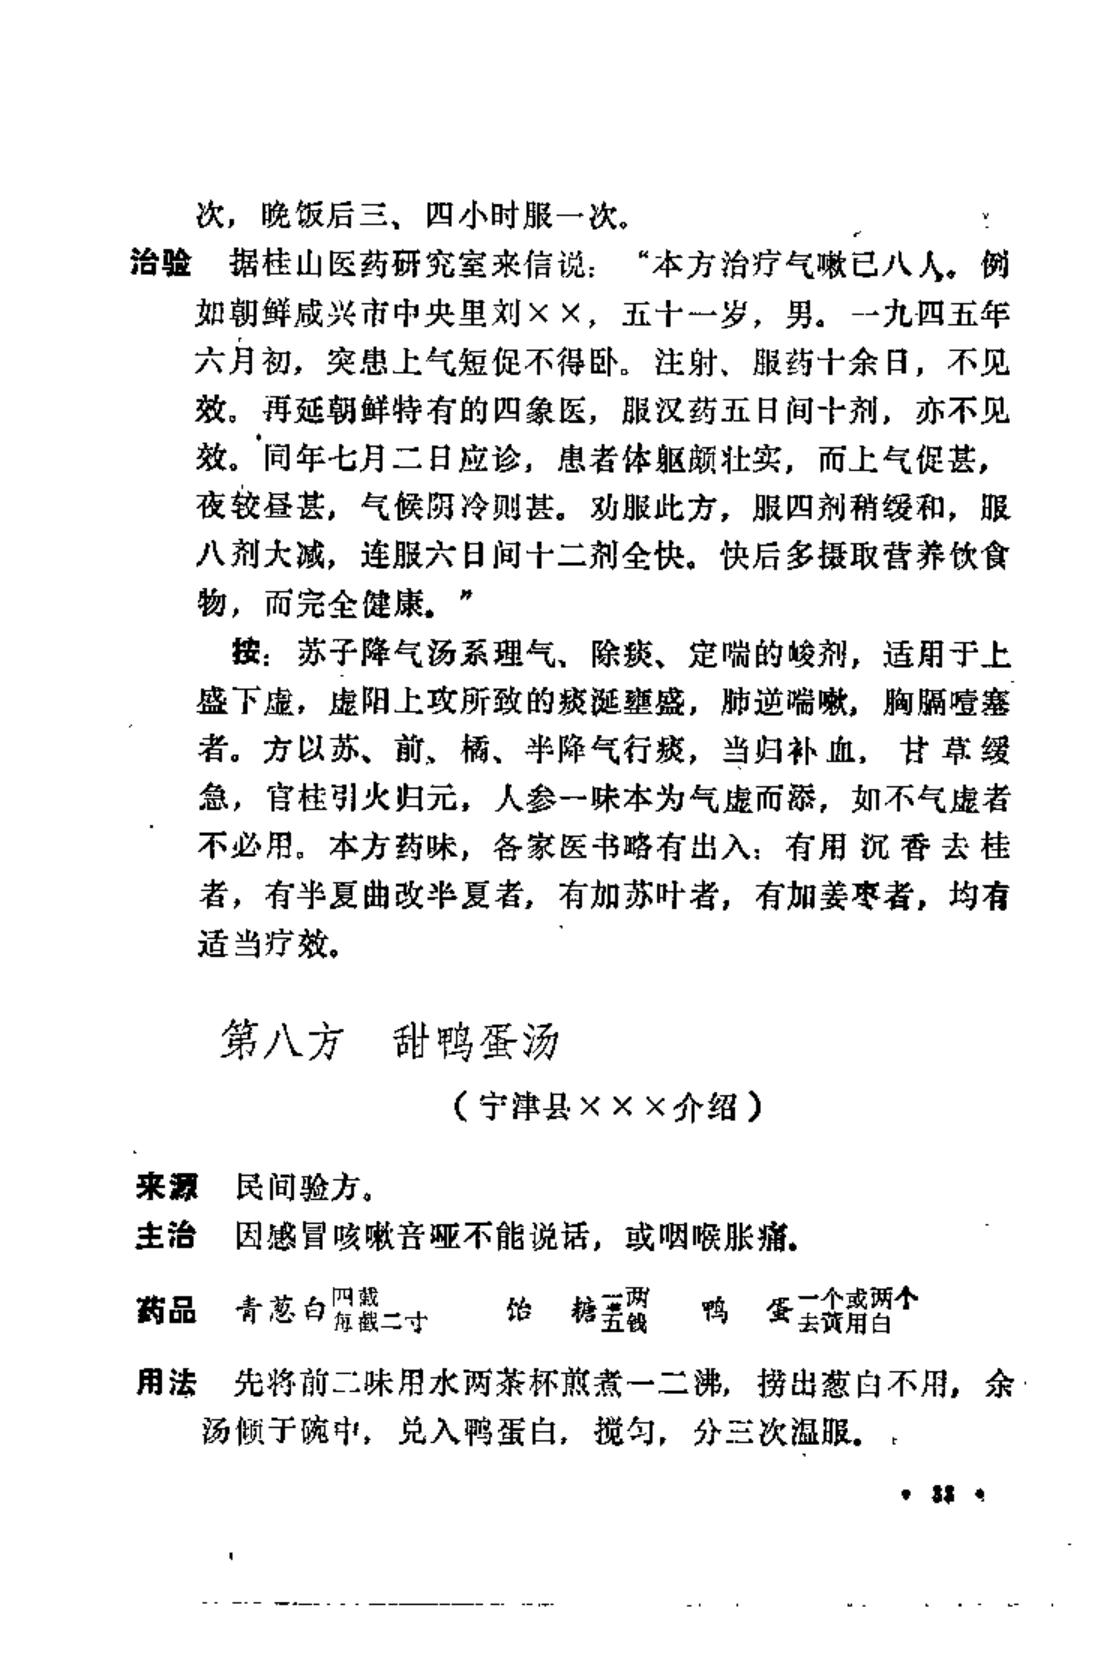 次，晚饭后三、四小时服一次。
治验　据桂山医药研究室来信说：“本方治疗气嗽已八人。例
如朝鲜咸兴市中央里刘××，五十一岁，男。一九四五年
六月初，突患上气短促不得卧。注射、服药十余日，不见
效。再延朝鲜特有的四象医，服汉药五日间十剂，亦不见
效。同年七月二日应诊，患者体躯颇壮实，而上气促甚，
夜较昼甚，气候阴冷则甚。劝服此方，服四剂稍缓和，服
八剂大减，连服六日间十二剂全快。快后多摄取营养饮食
物，而完全健康。”
按：苏子降气汤系理气、除痰、定喘的峻剂，适用于上
盛下虚，虚阳上攻所致的痰涎壅盛，肺逆喘嗽，胸膈噎塞
者。方以苏、前、橘、半降气行痰，当归补血，甘草缓
急，官桂引火归元，人参一味本为气虚而添，如不气虚者
不必用。本方药味，各家医书略有出入：有用沉香去桂
者，有半夏曲改半夏者，有加苏叶者，有加姜枣者，均有
适当疗效。
第八方　甜鸭蛋汤
（宁津县×××介绍）
来源　民间验方。
主治　因感冒咳嗽音哑不能说话，或咽喉胀痛。
药品　青葱白四截每截二寸　饴糖一两至五钱　鸭蛋一个或两个去黄用白
用法　先将前二味用水两茶杯煎煮一二沸，捞出葱白不用，余
汤倾于碗中，兑入鸭蛋白，搅匀，分三次温服。